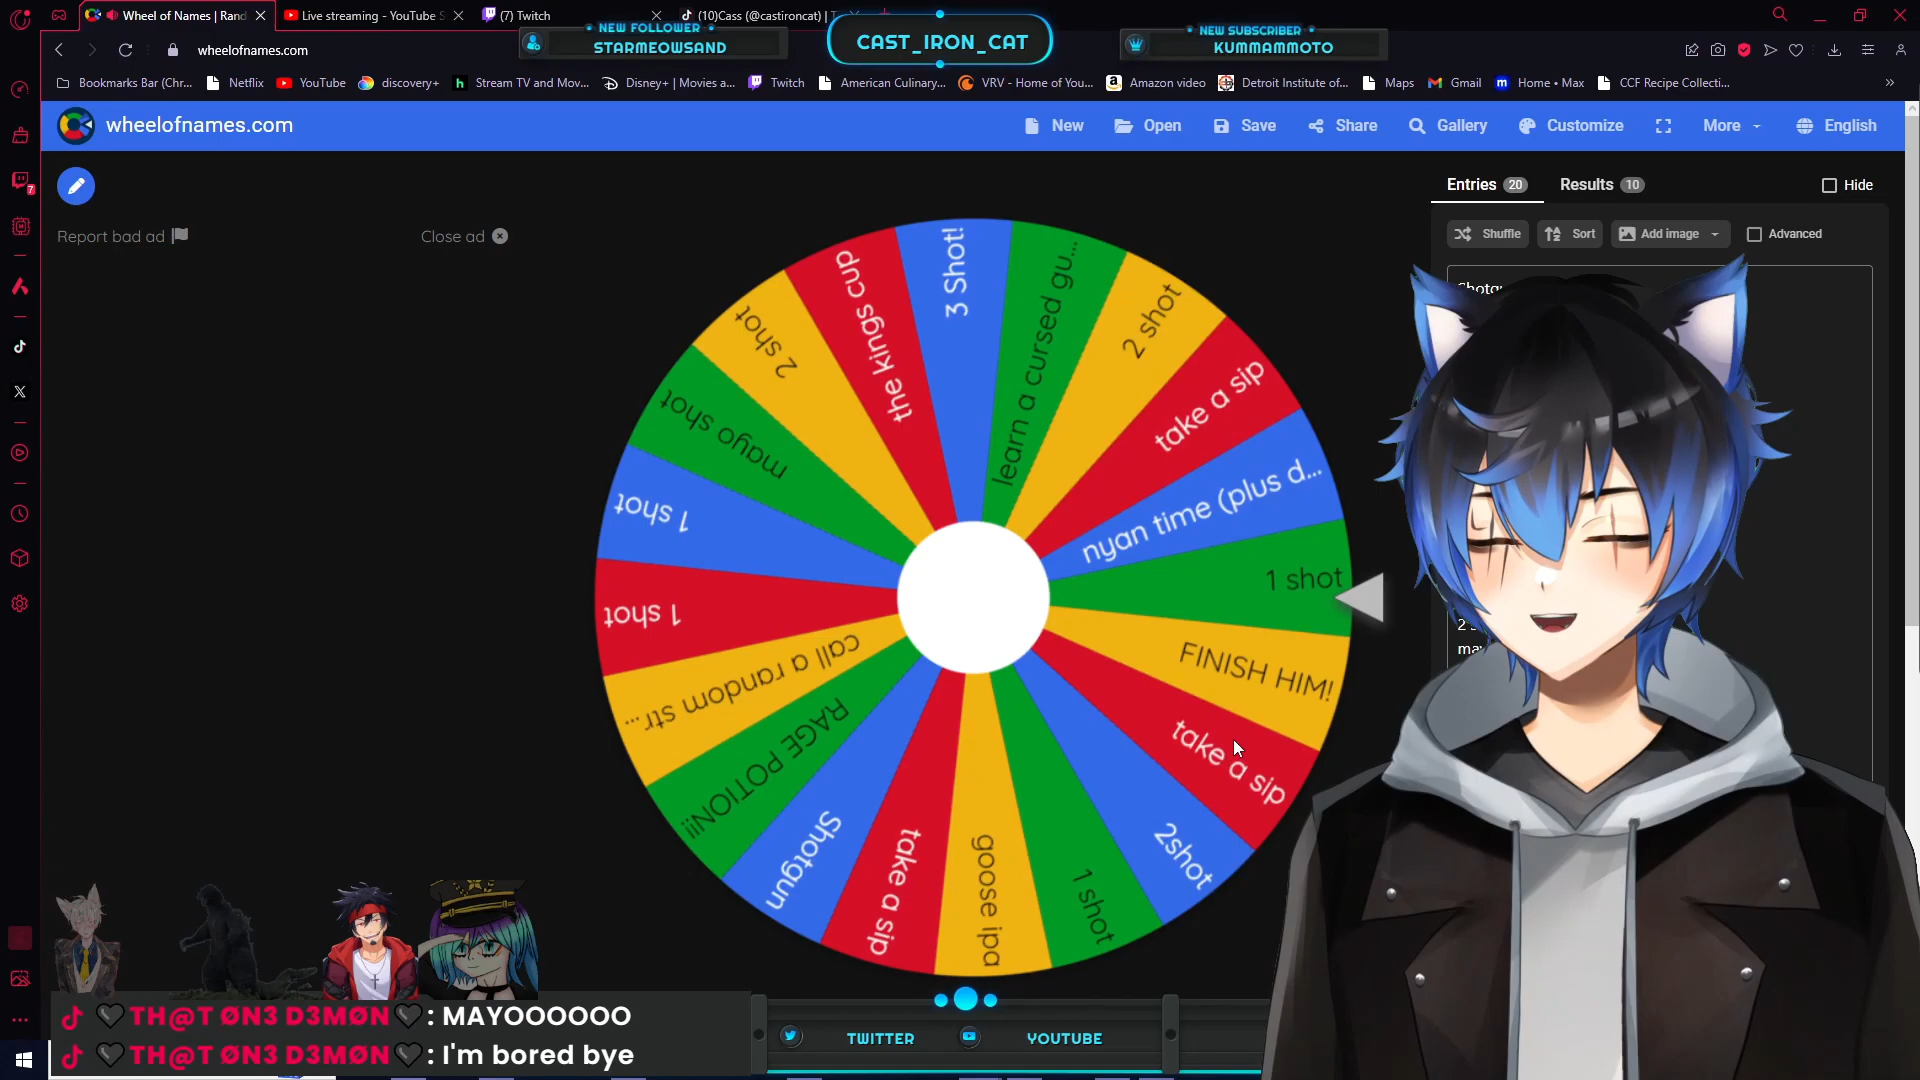 Wheel of Names | Ran
Live streaming - YouTube S
(7) Twitch
(10)Cass (@castironcat) | T
NEW FOLLOWER
STARMEOWSAND
CAST_IRON_CAT
NEW SUBSCRIBER
KUMMAMMOTO
wheelofnames.com
Bookmarks Bar (Chr...
Netflix
YouTube
discovery+
Stream TV and Mov...
Disney+ | Movies a...
Twitch
American Culinary...
VRV - Home of You...
Amazon video
Detroit Institute of...
Maps
Gmail
Home • Max
CCF Recipe Collecti...
wheelofnames.com
New
Open
Save
Share
Gallery
Customize
More
English
Entries 20
Results 10
Hide
Report bad ad
Close ad
Shuffle
Sort
Add image
Advanced
3 Shot!
learn a cursed gu...
2 shot
take a sip
nyan time (plus d...
1 shot
FINISH HIM!
take a sip
2shot
1 shot
goose ipa
take a sip
Shotgun
RAGE POTION!!
call a random str...
1 shot
1 shot
mayo shot
2 shot
the kings cup
7
TH@T ØN3 D3MØN: MAYOOOOOO
TH@T ØN3 D3MØN: I'm bored bye
TWITTER
YOUTUBE